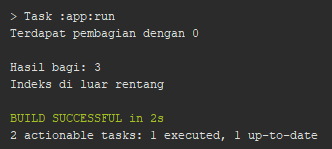 > Task :app:run
Terdapat pembagian dengan 0
Hasil bagi: 3
Indeks di luar rentang
BUILD SUCCESSFUL in 2s
2 actionable tasks: 1 executed, 1 up-to-date